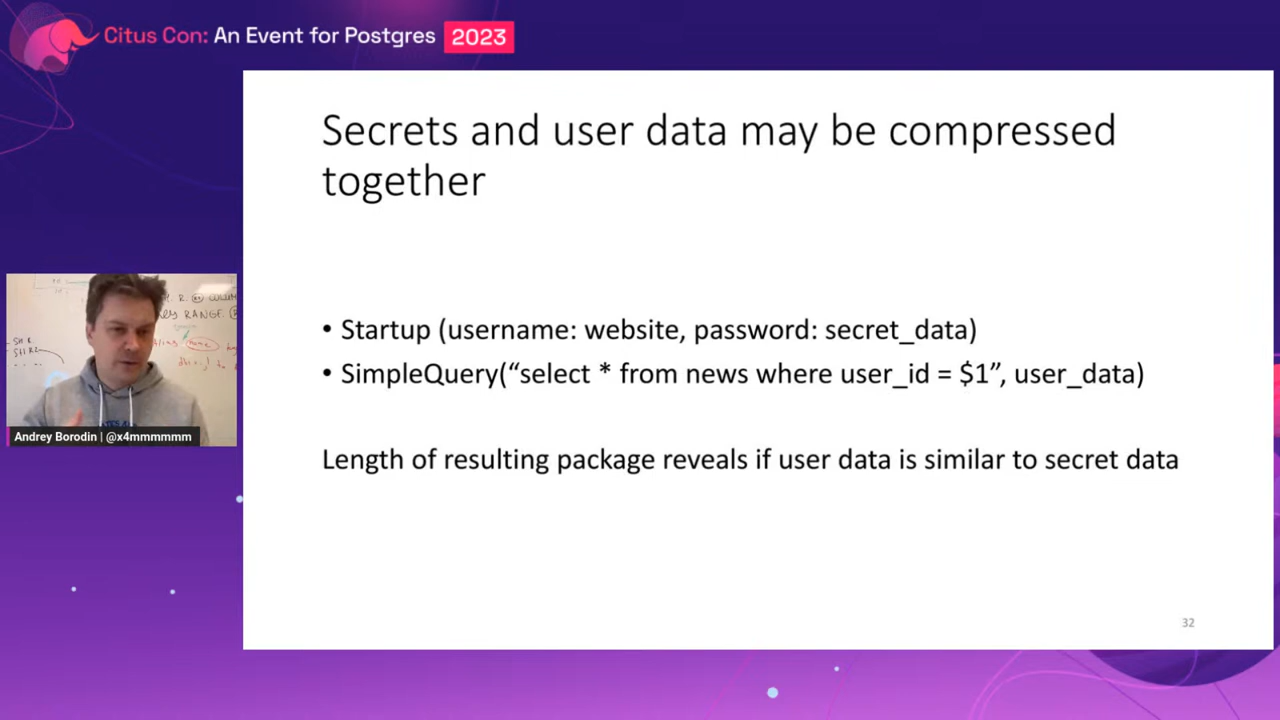 Citus Con: An Event for Postgres 2023
Secrets and user data may be compressed
together
• Startup (username: website, password: secret_data)
• SimpleQuery(“select * from news where user_id = $1”, user_data)
Length of resulting package reveals if user data is similar to secret data
32
RANGE.
Andrey Borodin | @x4mmmmmm